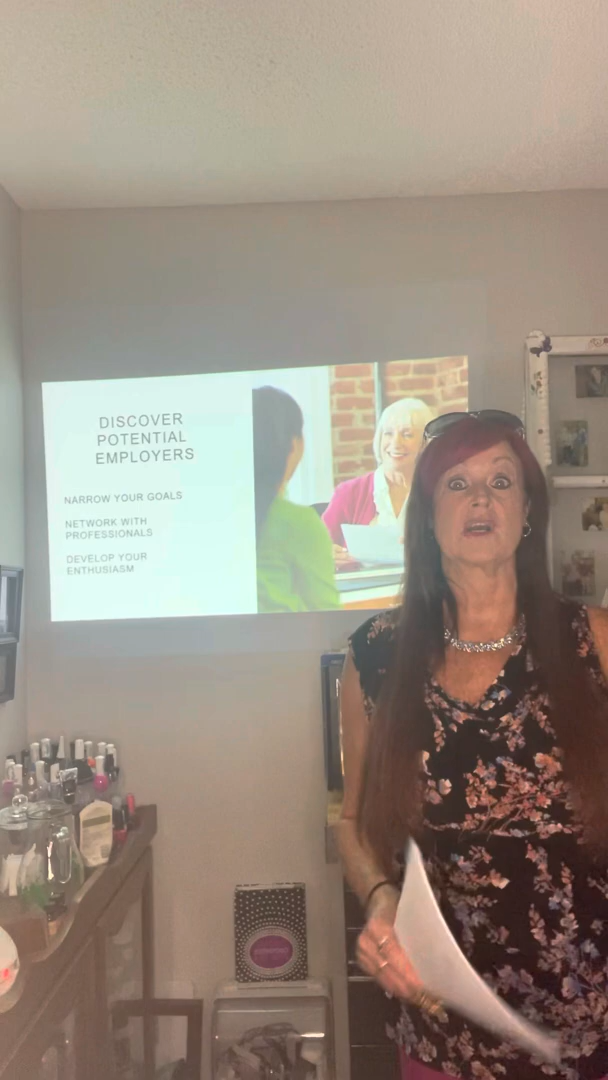 DISCOVER
POTENTIAL
EMPLOYERS
NARROW YOUR GOALS
NETWORK WITH
PROFESSIONALS
DEVELOP YOUR
ENTHUSIASM